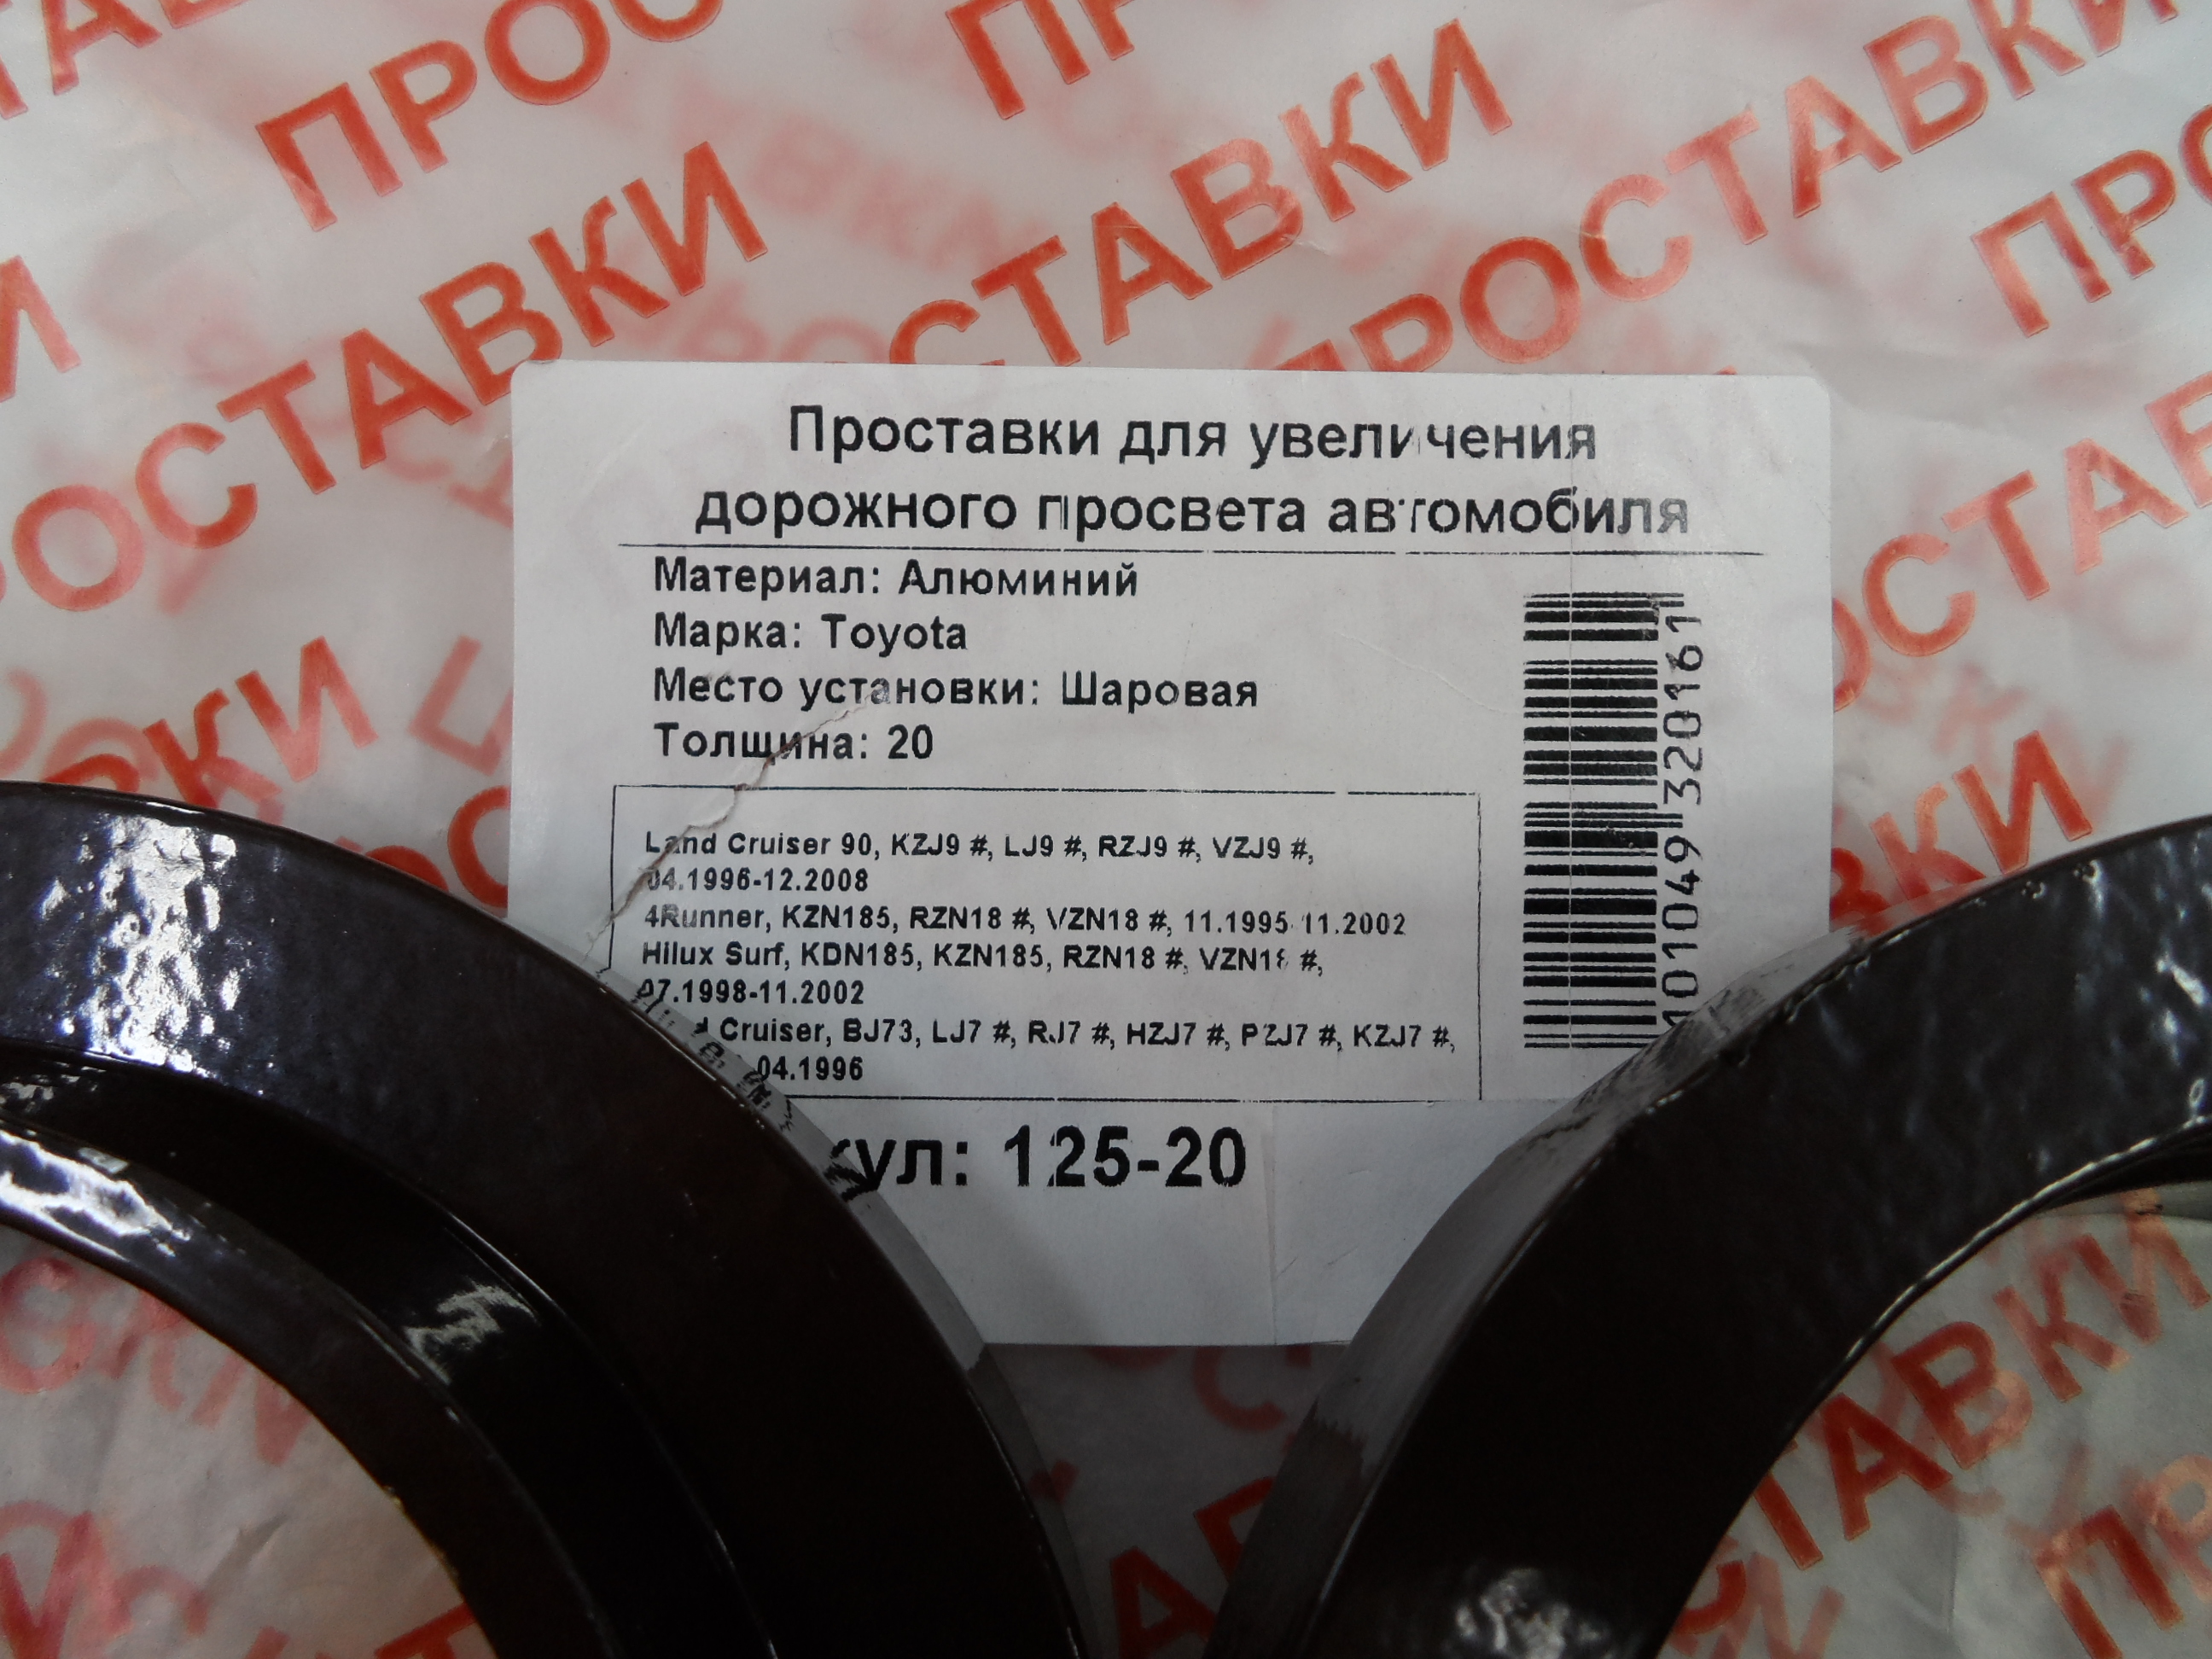 ПРОСТАВКИ
ПРОСТАВКИ
Проставки для увеличения
дорожного просвета автомобиля
Материал: Алюминий
Марка: Toyota
Место установки: Шаровая
Толщина: 20
Land Cruiser 90, KZJ9 #, LJ9 #, RZJ9 #, VZJ9 #,
04.1996-12.2008
4Runner, KZN185, RZN18 #, VZN18 #, 11.1995-11.2002
Hilux Surf, KDN185, KZN185, RZN18 #, VZN18 #,
07.1998-11.2002
Cruiser, BJ73, LJ7 #, RJ7 #, HZJ7 #, PZJ7 #, KZJ7 #,
04.1996
кул: 125-20
101049 320161